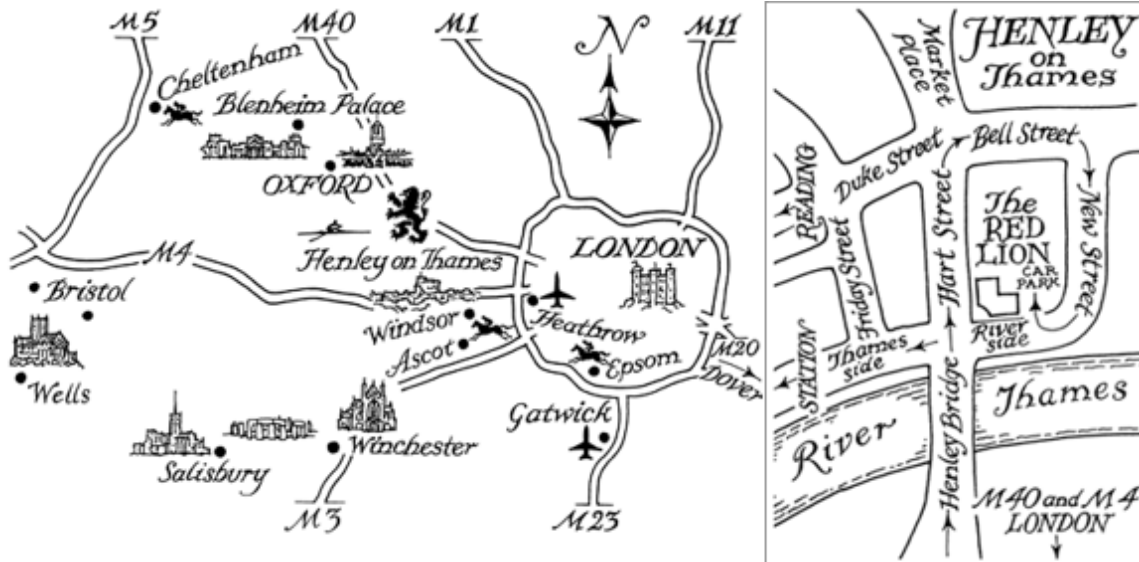 M5
M40
M1
N
M11
Cheltenham
Blenheim Palace
OXFORD
M4
Henley on Thames
LONDON
Bristol
Windsor
Heathrow
Ascot
Epsom
M20
Dover
Wells
Gatwick
Winchester
Salisbury
M3
M23
HENLEY
on
Thames
Market
place
Bell Street
Duke Street
READING
Hart Street
New Street
The
RED
LION
CAR
PARK
Friday Street
River
side
Thames
side
STATION
Henley Bridge
River
Thames
M40 and M4
LONDON